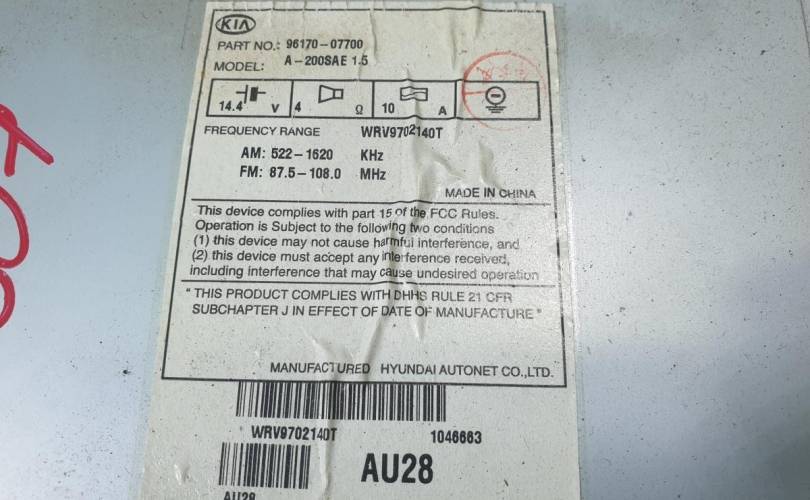 KIA
PART NO.: 96170-07700
MODEL: A-200SAE 1.5
14.4 V 4 Ω 10 A
FREQUENCY RANGE WRV9702140T
AM: 522-1620 KHz
FM: 87.5-108.0 MHz
MADE IN CHINA
This device complies with part 15 of the FCC Rules.
Operation is Subject to the following two conditions
(1) this device may not cause harmful interference, and
(2) this device must accept any interference received,
including interference that may cause undesired operation
" THIS PRODUCT COMPLIES WITH DHHS RULE 21 CFR
SUBCHAPTER J IN EFFECT OF DATE OF MANUFACTURE "
MANUFACTURED HYUNDAI AUTONET CO.,LTD.
WRV9702140T 1046663
AU28
AU28